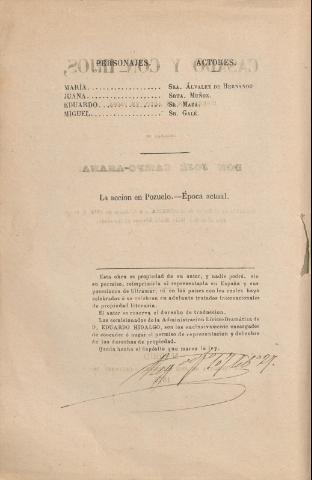 PERSONAJES. ACTORES.
MARÍA.................... SRA. ÁLVAREZ DE HERNANDO
JUANA.................... SRTA. MUÑOZ.
EDUARDO.................. SR. MATA.
MIGUEL................... SR. GALÉ.
La accion en Pozuelo.—Época actual.
Esta obra es propiedad de su autor, y nadie podrá, sin
su permiso, reimprimirla ni representarla en España y sus
posesiones de Ultramar, ni en los países con los cuales haya
celebrados ó se celebren en adelante tratados internacionales
de propiedad literaria.
El autor se reserva el derecho de traduccion.
Los comisionados de la Administracion Lírico-Dramática de
D. EDUARDO HIDALGO, son los exclusivamente encargados
de conceder ó negar el permiso de representacion y del cobro
de los derechos de propiedad.
Queda hecho el depósito que marca la ley.